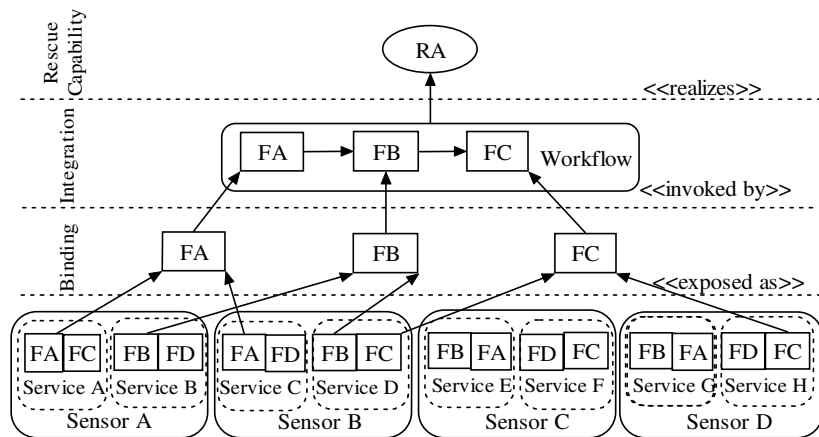 Rescue
Capability
RA
<<realizes>>
Integration
FA
FB
FC
Workflow
<<invoked by>>
Binding
FA
FB
FC
<<exposed as>>
FA FC
FB FD
FA FD
FB FC
FB FA
FD FC
FB FA
FD FC
Service A
Service B
Service C
Service D
Service E
Service F
Service G
Service H
Sensor A
Sensor B
Sensor C
Sensor D